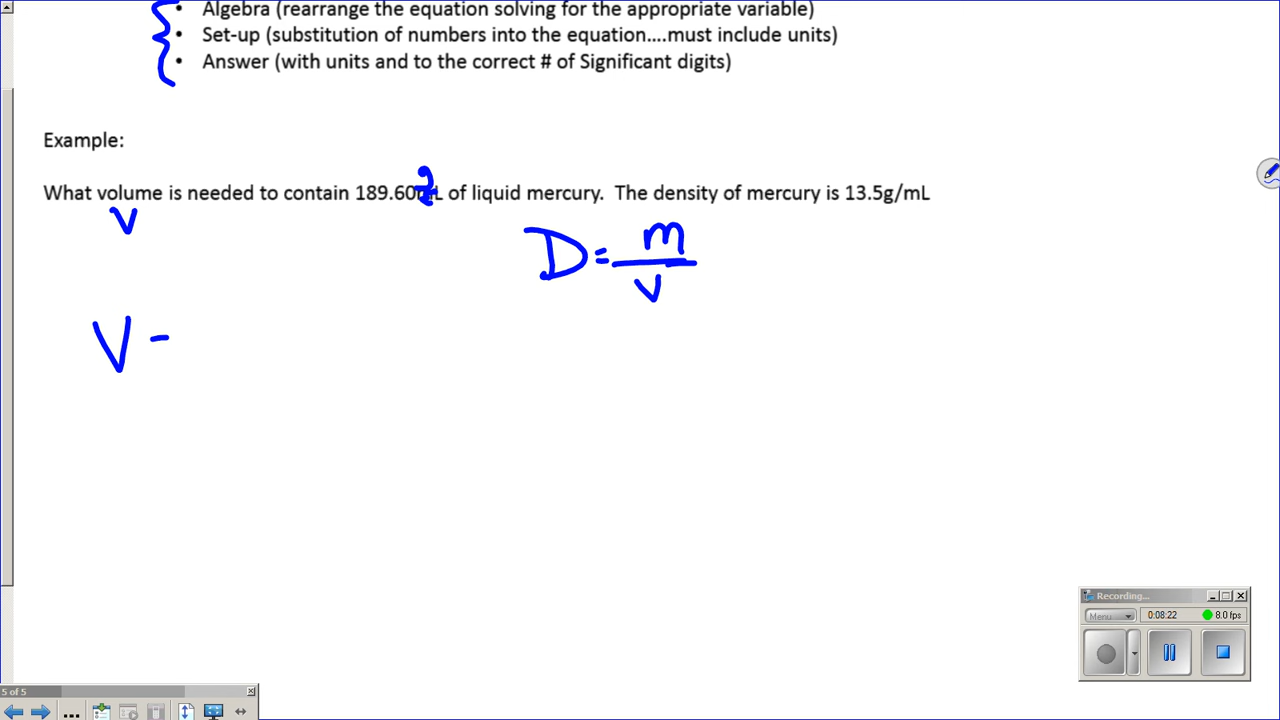 • Algebra (rearrange the equation solving for the appropriate variable)
• Set-up (substitution of numbers into the equation....must include units)
• Answer (with units and to the correct # of Significant digits)
Example:
What volume is needed to contain 189.60 of liquid mercury. The density of mercury is 13.5g/mL
V
D = m
V
V -
Recording...
Menu
0:08:22
8.0 fps
5 of 5
...